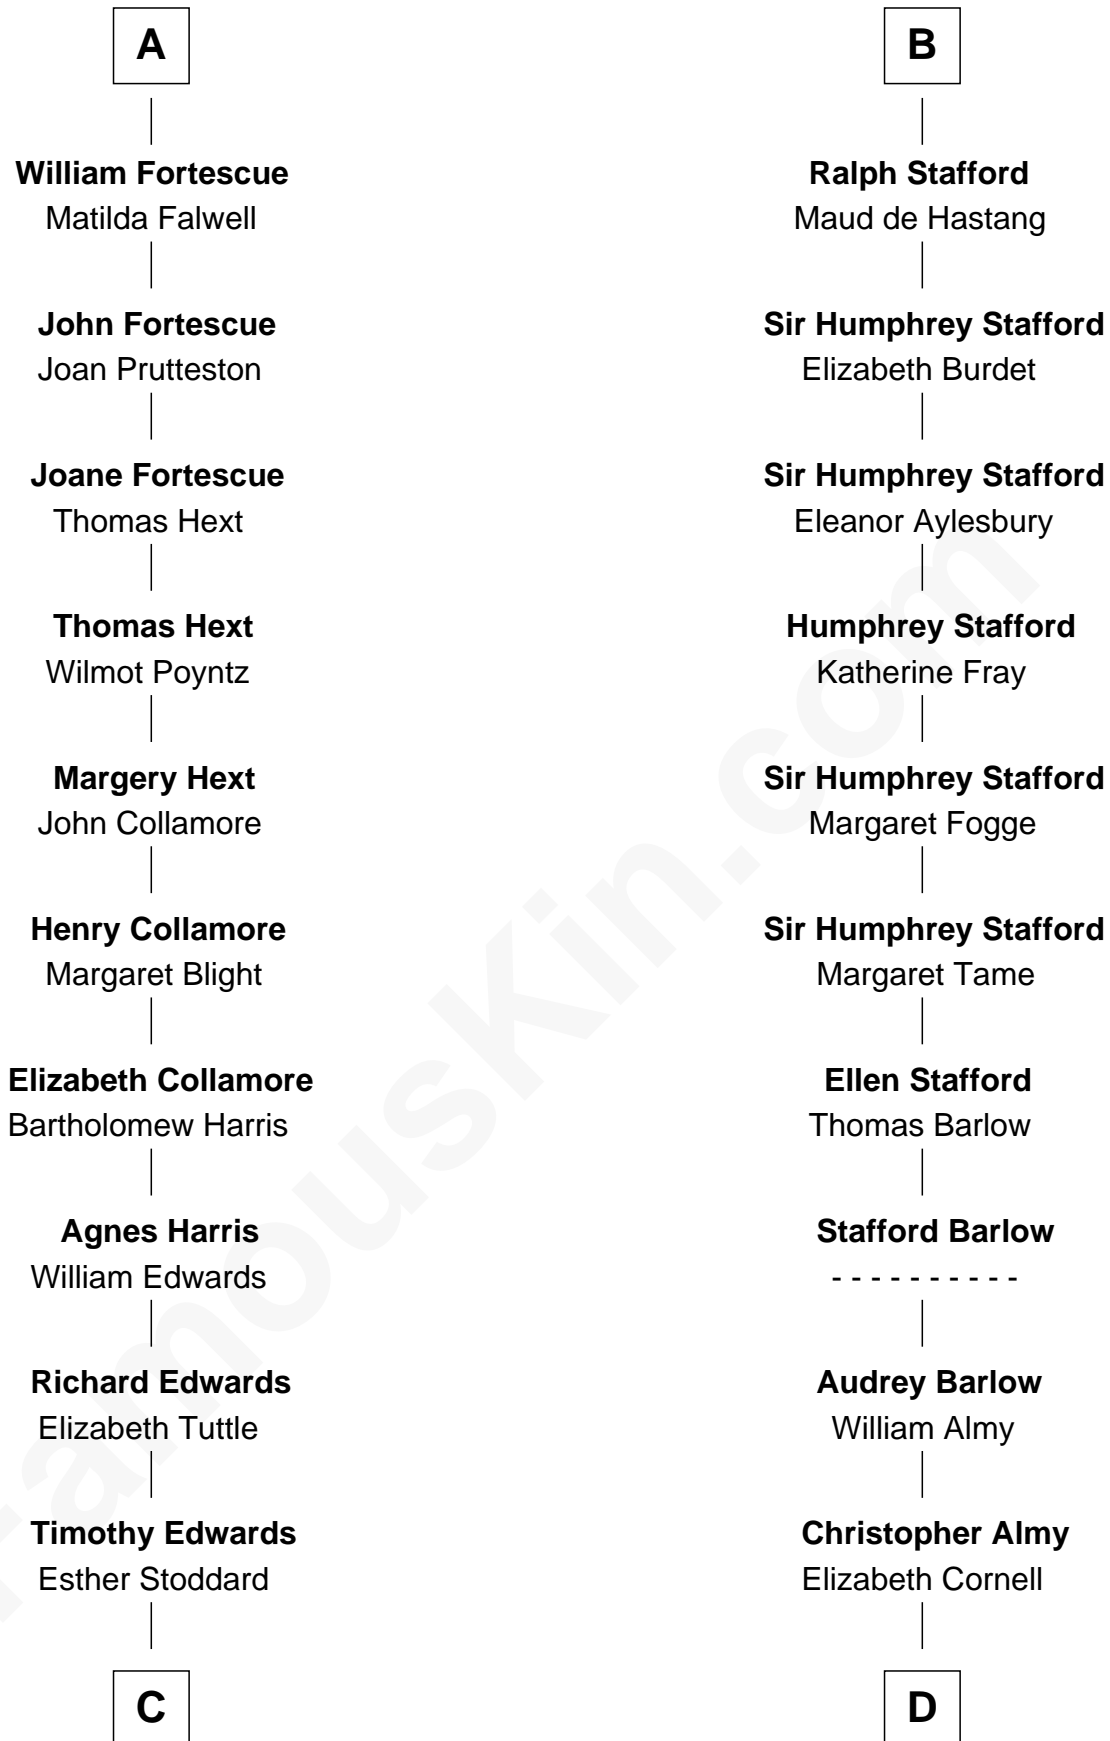 A
William Fortescue
Matilda Falwell
John Fortescue
Joan Prutteston
Joane Fortescue
Thomas Hext
Thomas Hext
Wilmot Poyntz
Margery Hext
John Collamore
Henry Collamore
Margaret Blight
Elizabeth Collamore
Bartholomew Harris
Agnes Harris
William Edwards
Richard Edwards
Elizabeth Tuttle
Timothy Edwards
Esther Stoddard
C
B
Ralph Stafford
Maud de Hastang
Sir Humphrey Stafford
Elizabeth Burdet
Sir Humphrey Stafford
Eleanor Aylesbury
Humphrey Stafford
Katherine Fray
Sir Humphrey Stafford
Margaret Fogge
Sir Humphrey Stafford
Margaret Tame
Ellen Stafford
Thomas Barlow
Stafford Barlow
- - - - - - - - - -
Audrey Barlow
William Almy
Christopher Almy
Elizabeth Cornell
D
FamousKin.com